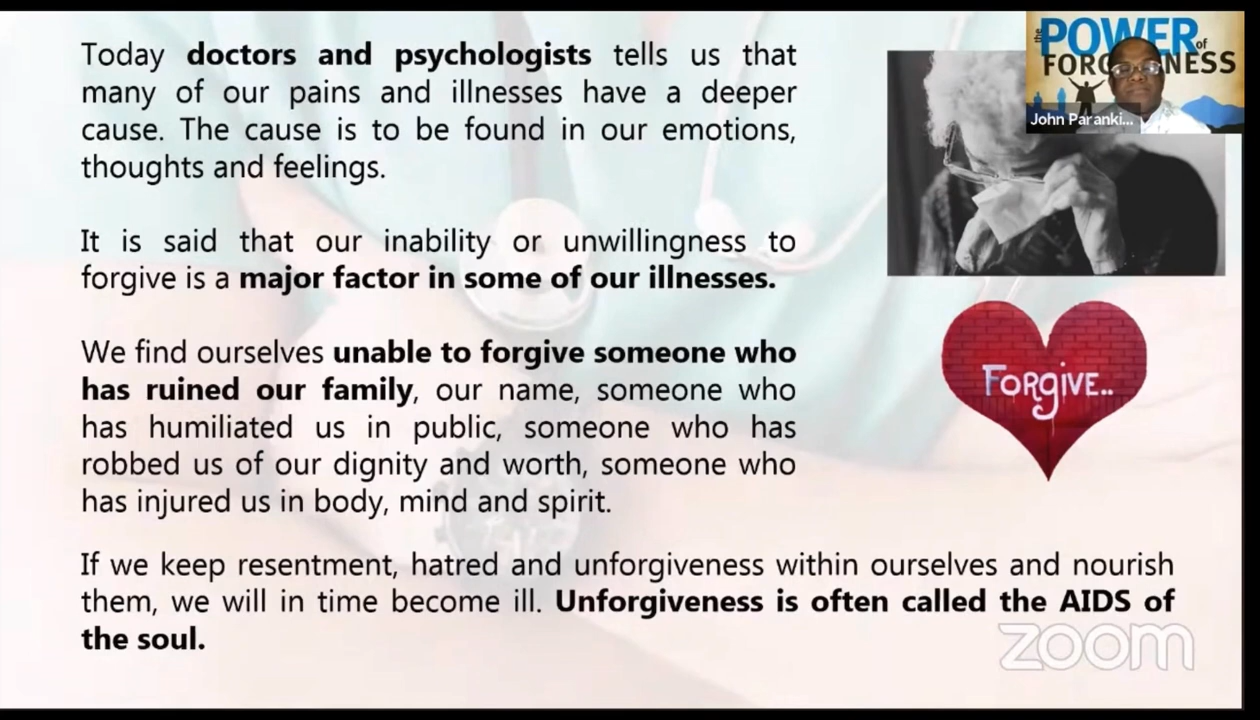 Today doctors and psychologists tells us that
many of our pains and illnesses have a deeper
cause. The cause is to be found in our emotions,
thoughts and feelings.
It is said that our inability or unwillingness to
forgive is a major factor in some of our illnesses.
We find ourselves unable to forgive someone who
has ruined our family, our name, someone who
has humiliated us in public, someone who has
robbed us of our dignity and worth, someone who
has injured us in body, mind and spirit.
If we keep resentment, hatred and unforgiveness within ourselves and nourish
them, we will in time become ill. Unforgiveness is often called the AIDS of
the soul.
the POWER of
John Paranki...
FORGIVE..
zoom